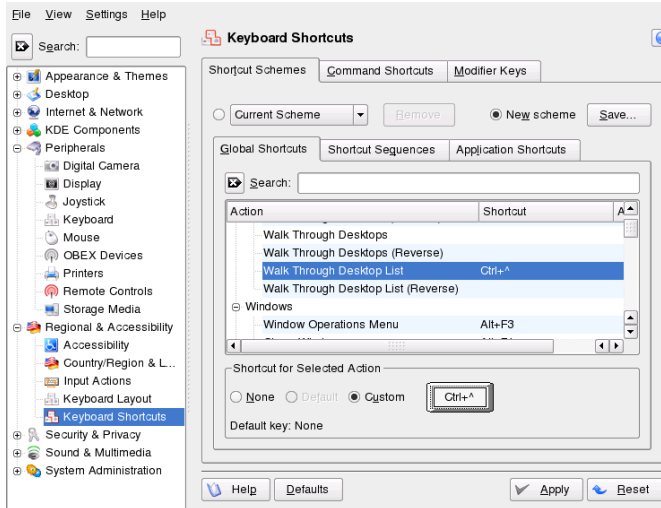 File View Settings Help
Search:
Appearance & Themes
Desktop
Internet & Network
KDE Components
Peripherals
Digital Camera
Display
Joystick
Keyboard
Mouse
OBEX Devices
Printers
Remote Controls
Storage Media
Regional & Accessibility
Accessibility
Country/Region & L...
Input Actions
Keyboard Layout
Keyboard Shortcuts
Security & Privacy
Sound & Multimedia
System Administration
Keyboard Shortcuts
Shortcut Schemes Command Shortcuts Modifier Keys
Current Scheme Remove New scheme Save...
Global Shortcuts Shortcut Sequences Application Shortcuts
Search:
Action Shortcut A
Walk Through Desktops
Walk Through Desktops (Reverse)
Walk Through Desktop List Ctrl+^
Walk Through Desktop List (Reverse)
Windows
Window Operations Menu Alt+F3
Shortcut for Selected Action
None Default Custom Ctrl+^
Default key: None
Help Defaults Apply Reset